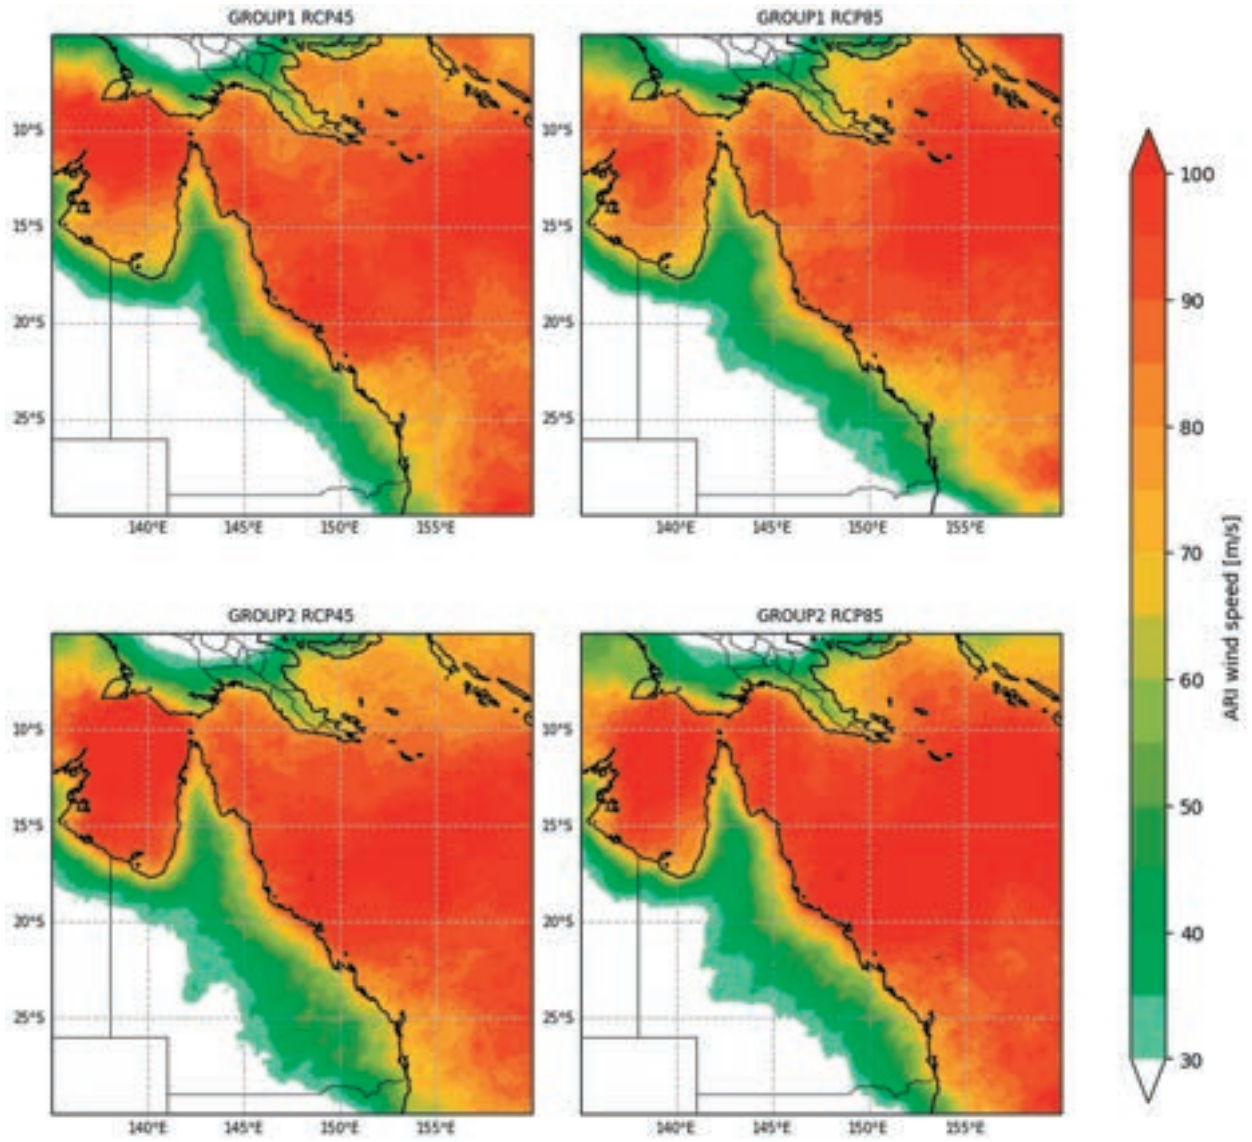 GROUP1 RCP45
GROUP1 RCP85
10°S
15°S
20°S
25°S
140°E 145°E 150°E 155°E
10°S
15°S
20°S
25°S
140°E 145°E 150°E 155°E
GROUP2 RCP45
GROUP2 RCP85
10°S
15°S
20°S
25°S
140°E 145°E 150°E 155°E
10°S
15°S
20°S
25°S
140°E 145°E 150°E 155°E
100
90
80
70
60
50
40
30
ARI wind speed [m/s]